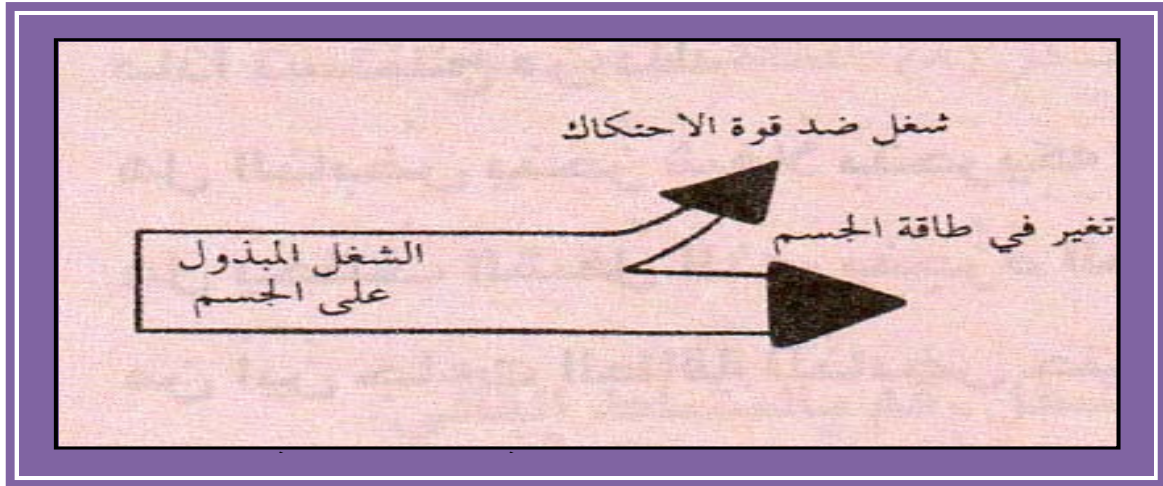 شغل ضد قوة الاحتكاك
تغير في طاقة الجسم
الشغل المبذول
على الجسم